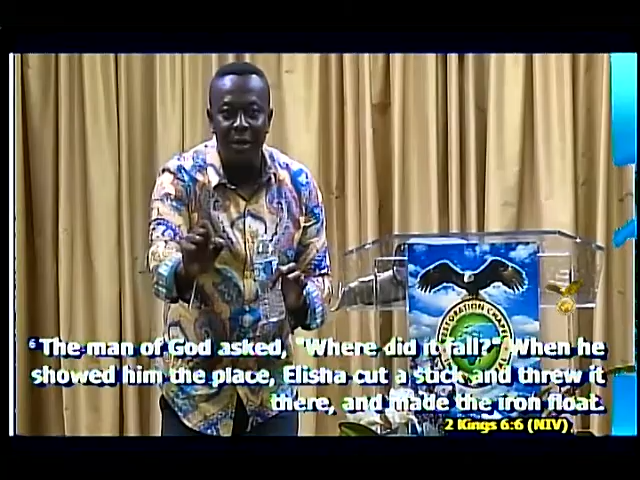 6 The man of God asked, "Where did it fall?" When he
showed him the place, Elisha cut a stick and threw it
there, and made the iron float.
2 Kings 6:6 (NIV)